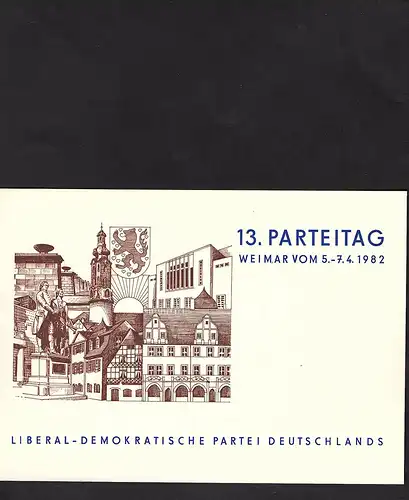 13. PARTEITAG
WEIMAR VOM 5.-7.4.1982
LIBERAL-DEMOKRATISCHE PARTEI DEUTSCHLANDS